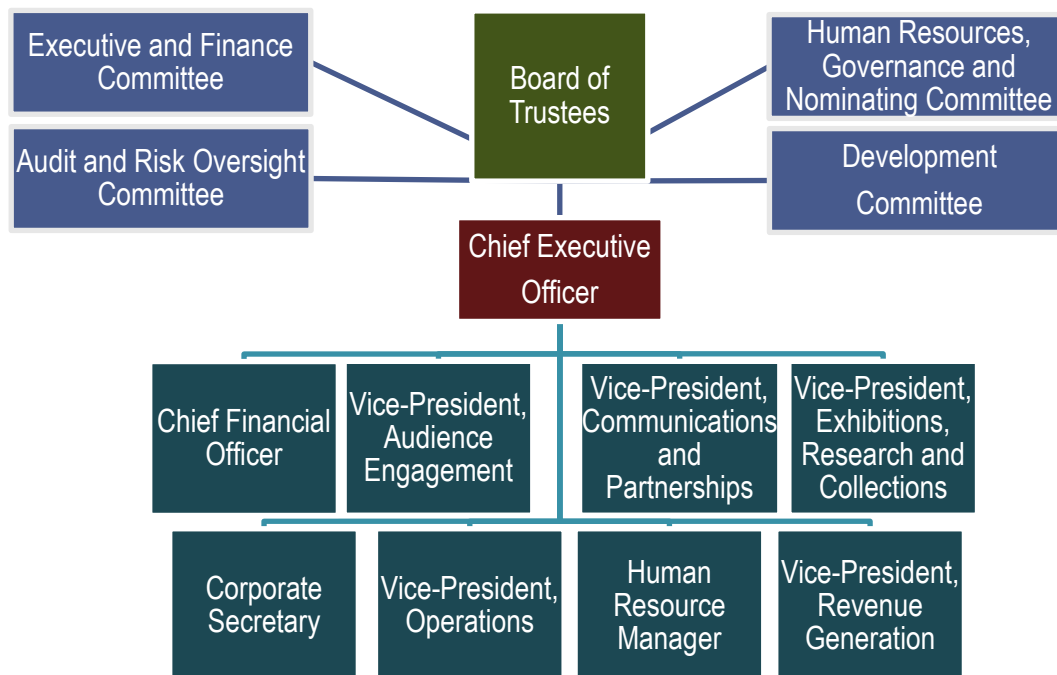 Executive and Finance
Committee
Board of
Trustees
Human Resources,
Governance and
Nominating Committee
Audit and Risk Oversight
Committee
Development
Committee
Chief Executive
Officer
Chief Financial
Officer
Vice-President,
Audience
Engagement
Vice-President,
Communications
and
Partnerships
Vice-President,
Exhibitions,
Research and
Collections
Corporate
Secretary
Vice-President,
Operations
Human
Resource
Manager
Vice-President,
Revenue
Generation